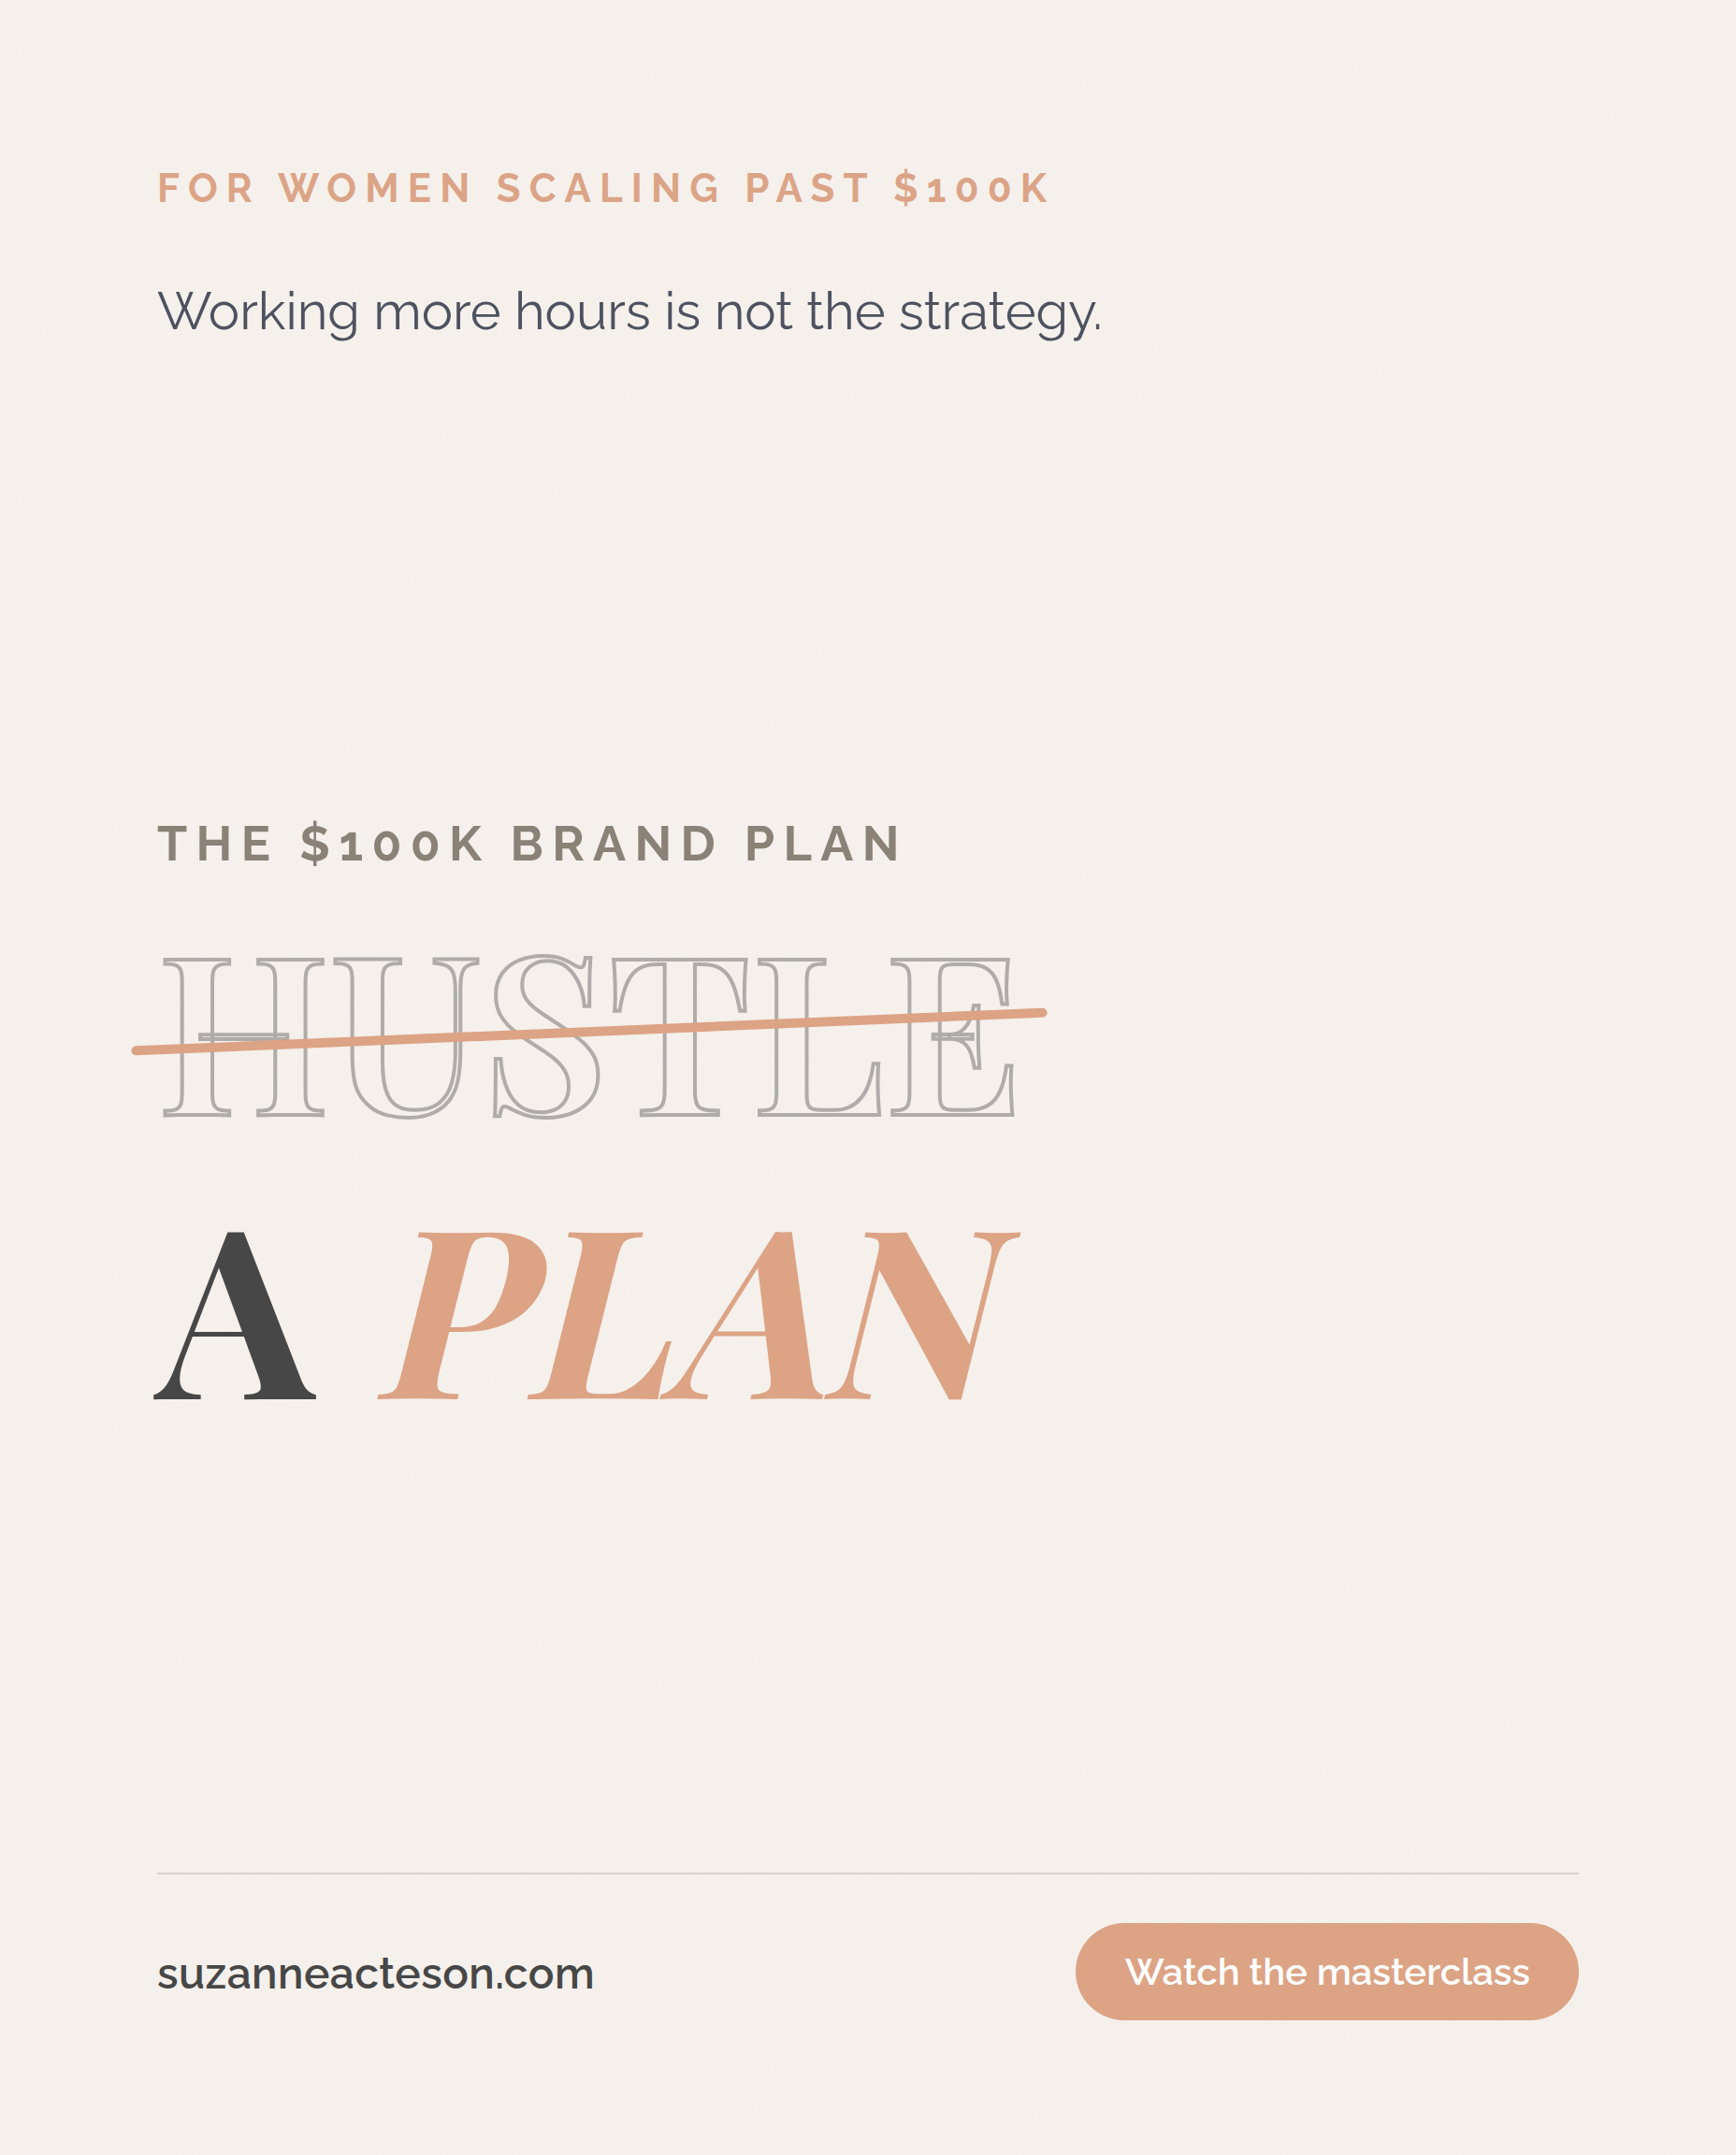 FOR WOMEN SCALING PAST $100K
Working more hours is not the strategy.
THE $100K BRAND PLAN
HUSTLE
A PLAN
suzanneacteson.com
Watch the masterclass